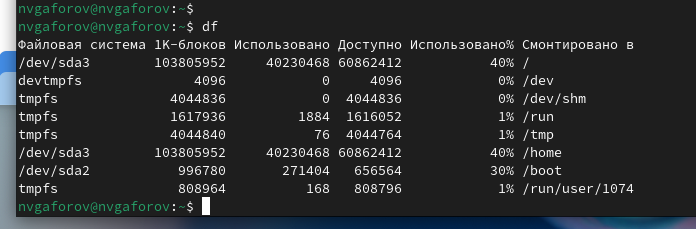 nvgaforov@nvgaforov:~$
nvgaforov@nvgaforov:~$ df
Файловая система 1K-блоков Использовано Доступно Использовано% Cмонтировано в
/dev/sda3        103805952     40230468 60862412           40% /
devtmpfs              4096            0     4096            0% /dev
tmpfs              4044836            0  4044836            0% /dev/shm
tmpfs              1617936         1884  1616052            1% /run
tmpfs              4044840           76  4044764            1% /tmp
/dev/sda3        103805952     40230468 60862412           40% /home
/dev/sda2           996780       271404   656564           30% /boot
tmpfs               808964          168   808796            1% /run/user/1074
nvgaforov@nvgaforov:~$